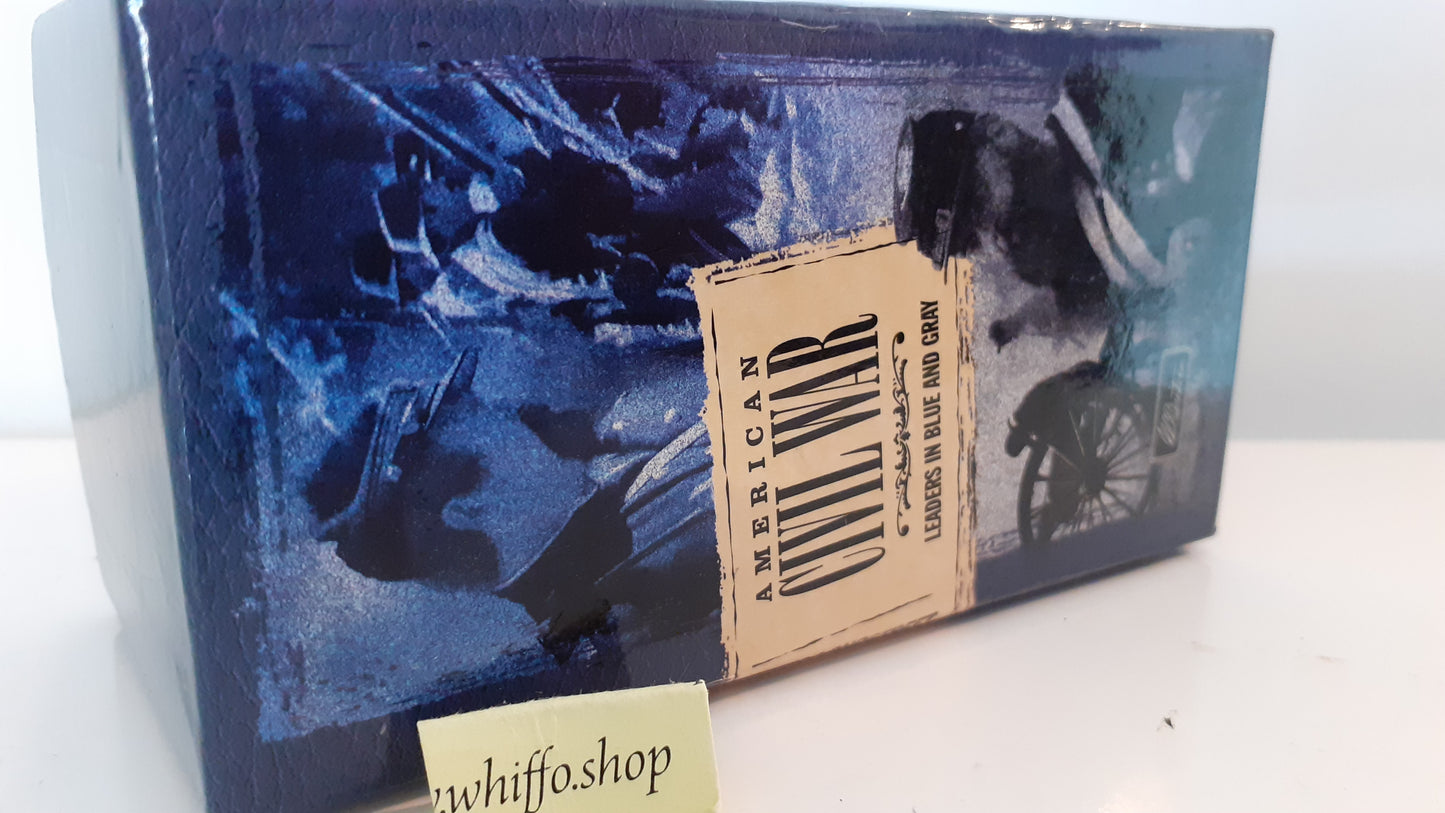 AMERICAN
CIVIL WAR
LEADERS IN BLUE AND GRAY
.whiffo.shop